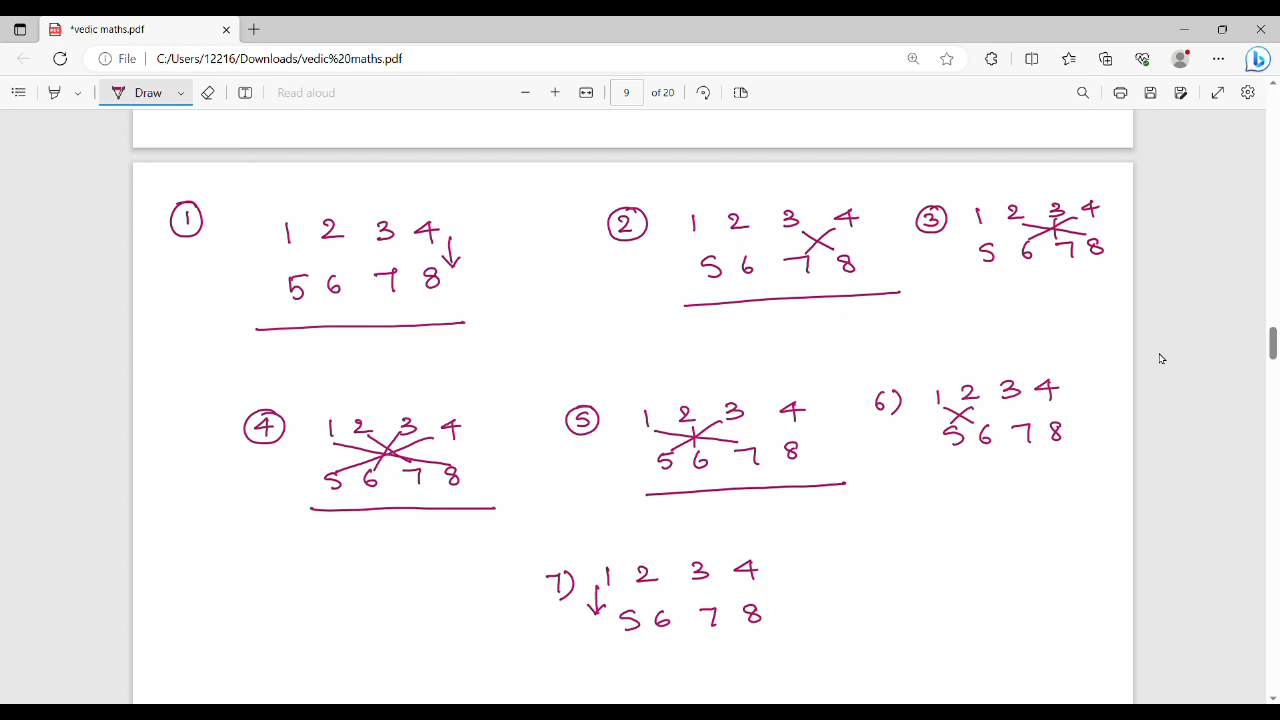 *vedic maths.pdf
File C:/Users/12216/Downloads/vedic%20maths.pdf
Draw Read aloud 9 of 20
1 1 2 3 4
5 6 7 8
2 1 2 3 4
5 6 7 8
3 1 2 3 4
5 6 7 8
4 1 2 3 4
5 6 7 8
5 1 2 3 4
5 6 7 8
6) 1 2 3 4
5 6 7 8
7) 1 2 3 4
5 6 7 8